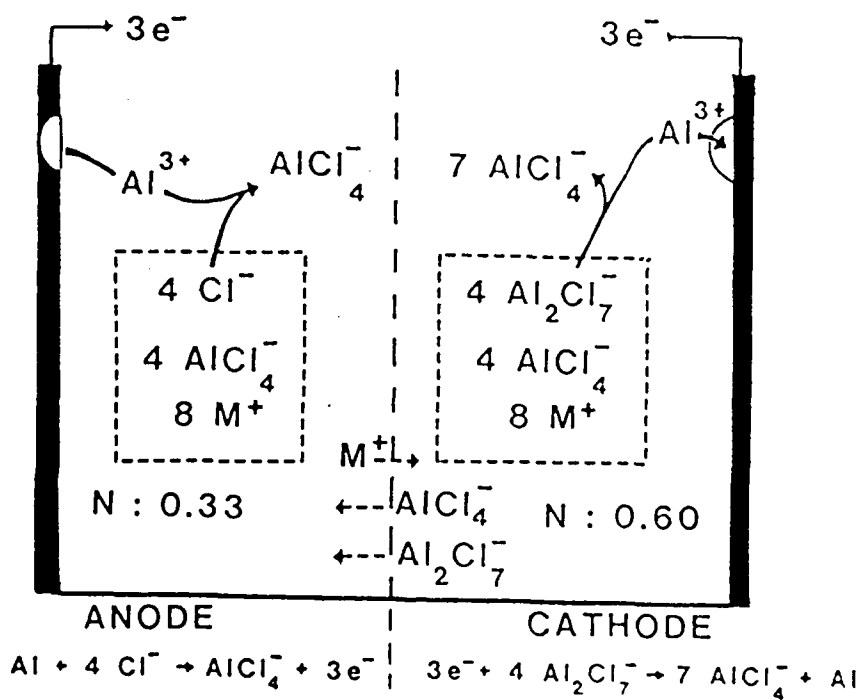 3e⁻
3e⁻
Al³⁺
AlCl₄⁻
7 AlCl₄⁻
Al³⁺
4 Cl⁻
4 AlCl₄⁻
8 M⁺
4 Al₂Cl₇⁻
4 AlCl₄⁻
8 M⁺
M⁺
N : 0.33
AlCl₄⁻
N : 0.60
Al₂Cl₇⁻
ANODE
CATHODE
Al + 4 Cl⁻ → AlCl₄⁻ + 3e⁻
3e⁻ + 4 Al₂Cl₇⁻ → 7 AlCl₄⁻ + Al